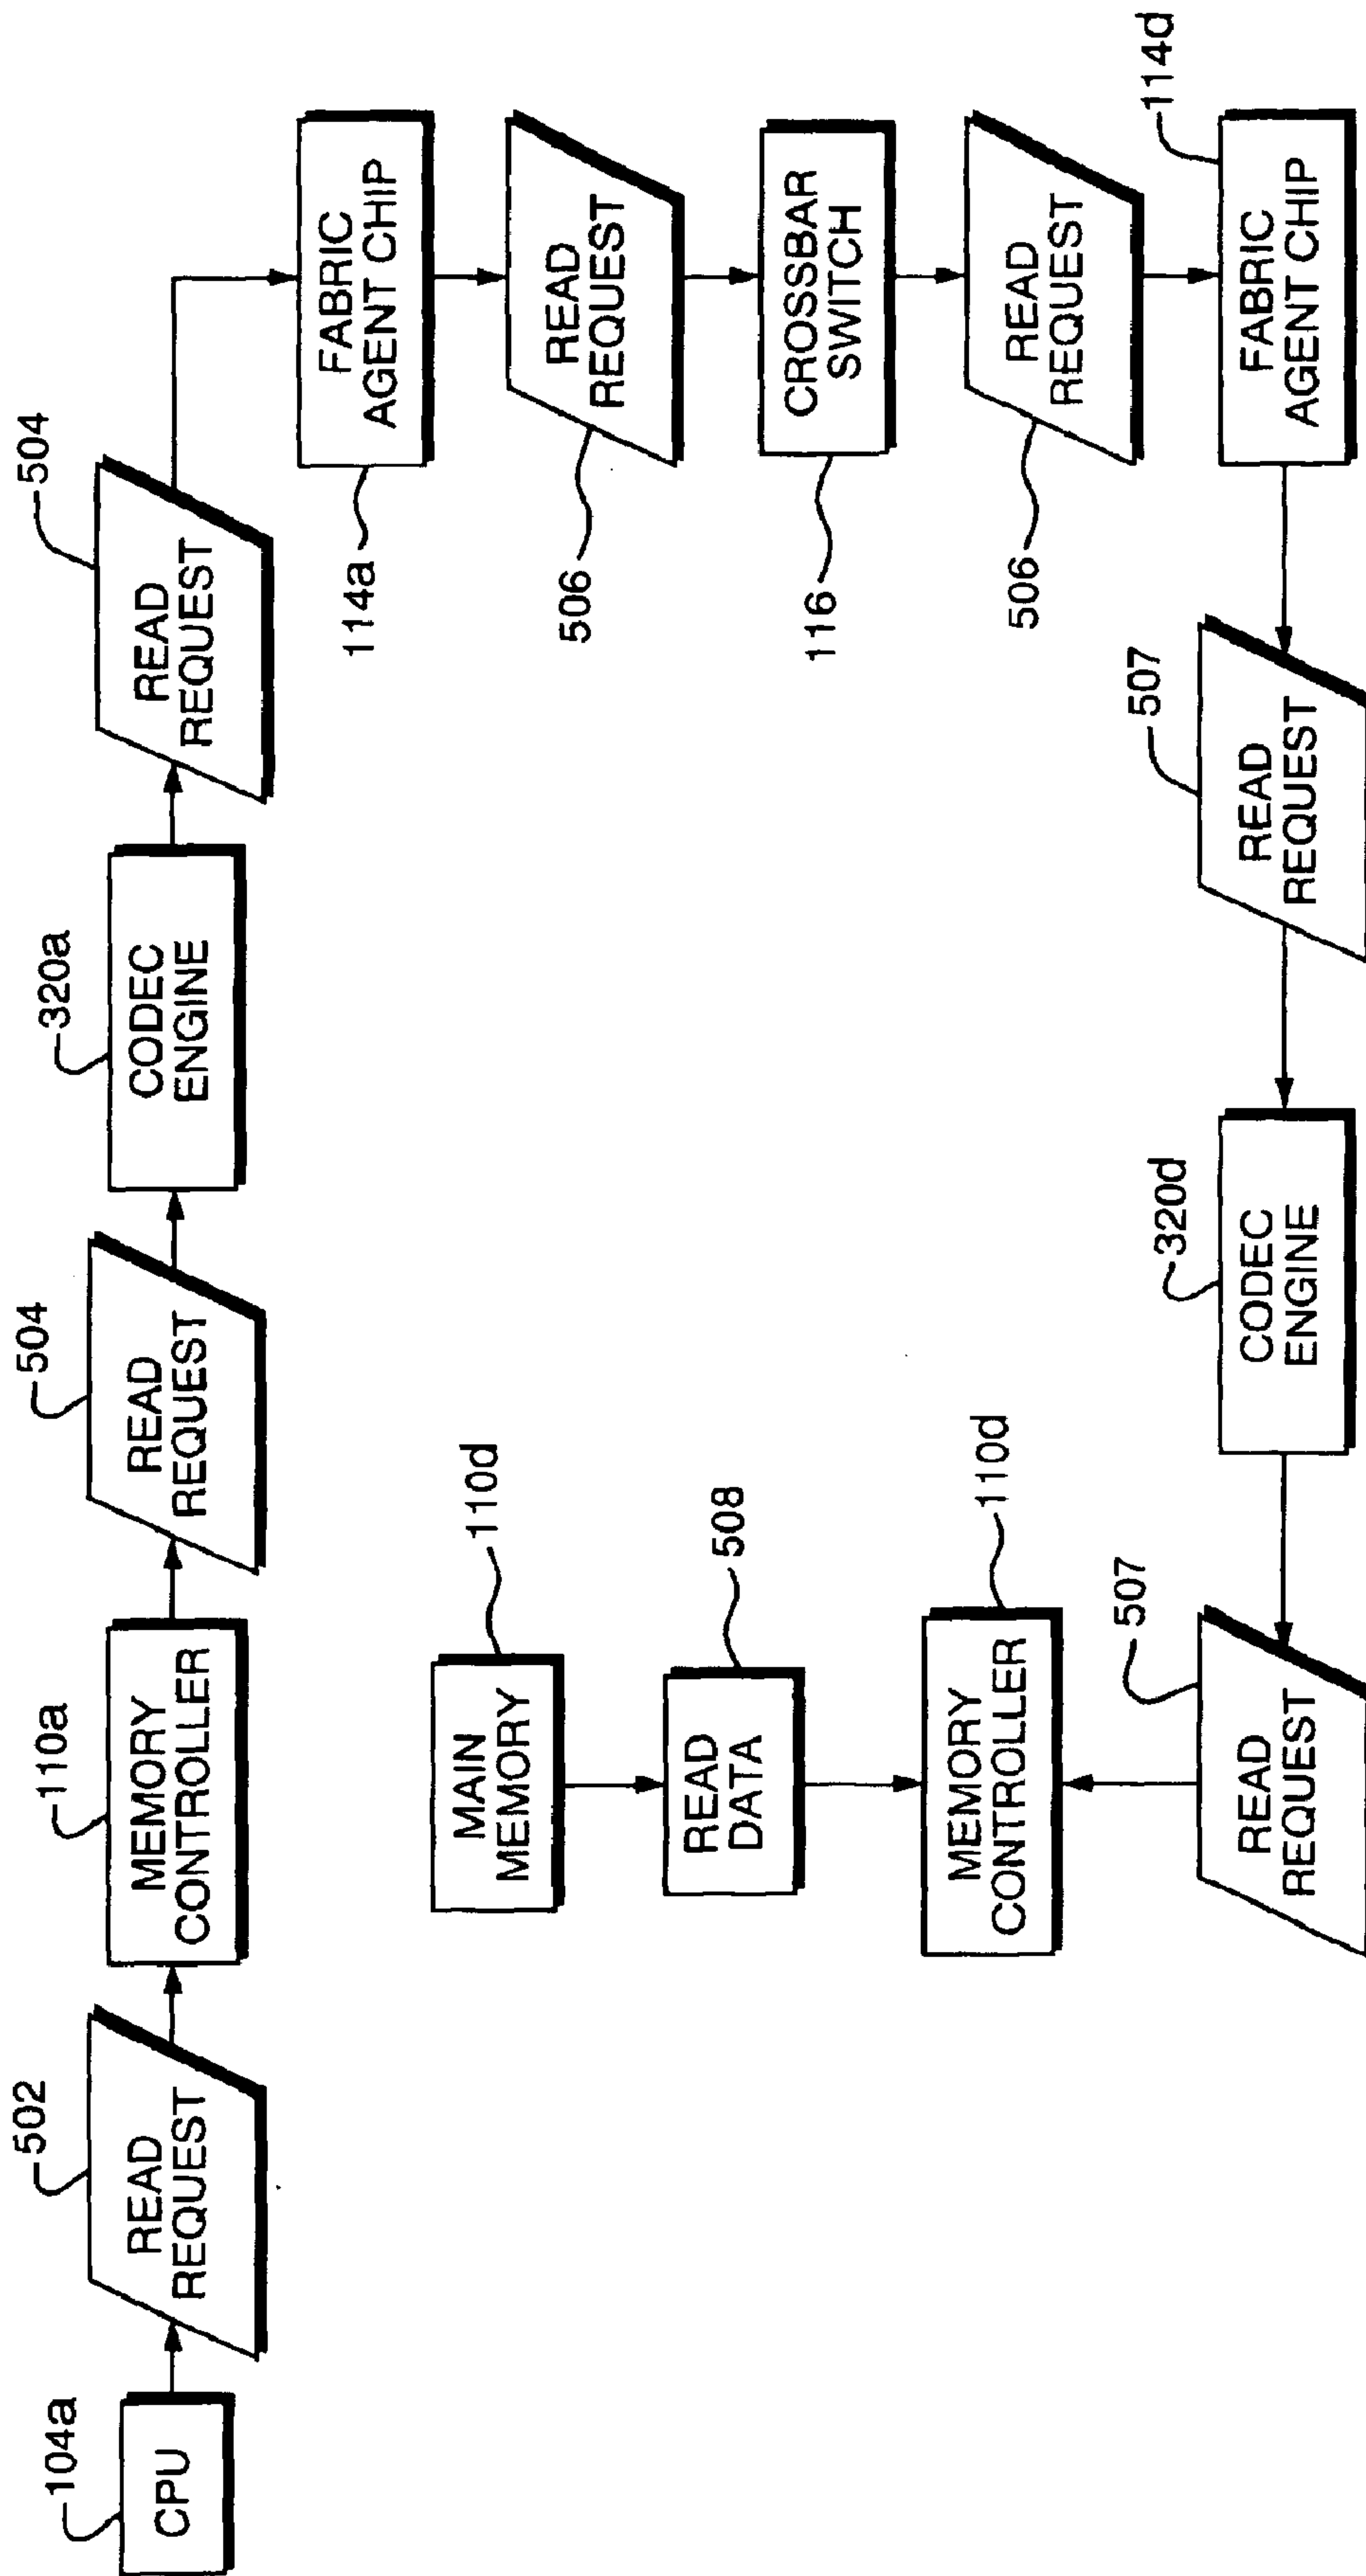 104a
CPU
502
READ
REQUEST
110a
MEMORY
CONTROLLER
504
READ
REQUEST
320a
CODEC
ENGINE
504
READ
REQUEST
FABRIC
AGENT CHIP
114a
READ
REQUEST
506
CROSSBAR
SWITCH
116
READ
REQUEST
506
114d
FABRIC
AGENT CHIP
507
READ
REQUEST
320d
CODEC
ENGINE
507
READ
REQUEST
110d
MEMORY
CONTROLLER
508
READ
DATA
110d
MAIN
MEMORY